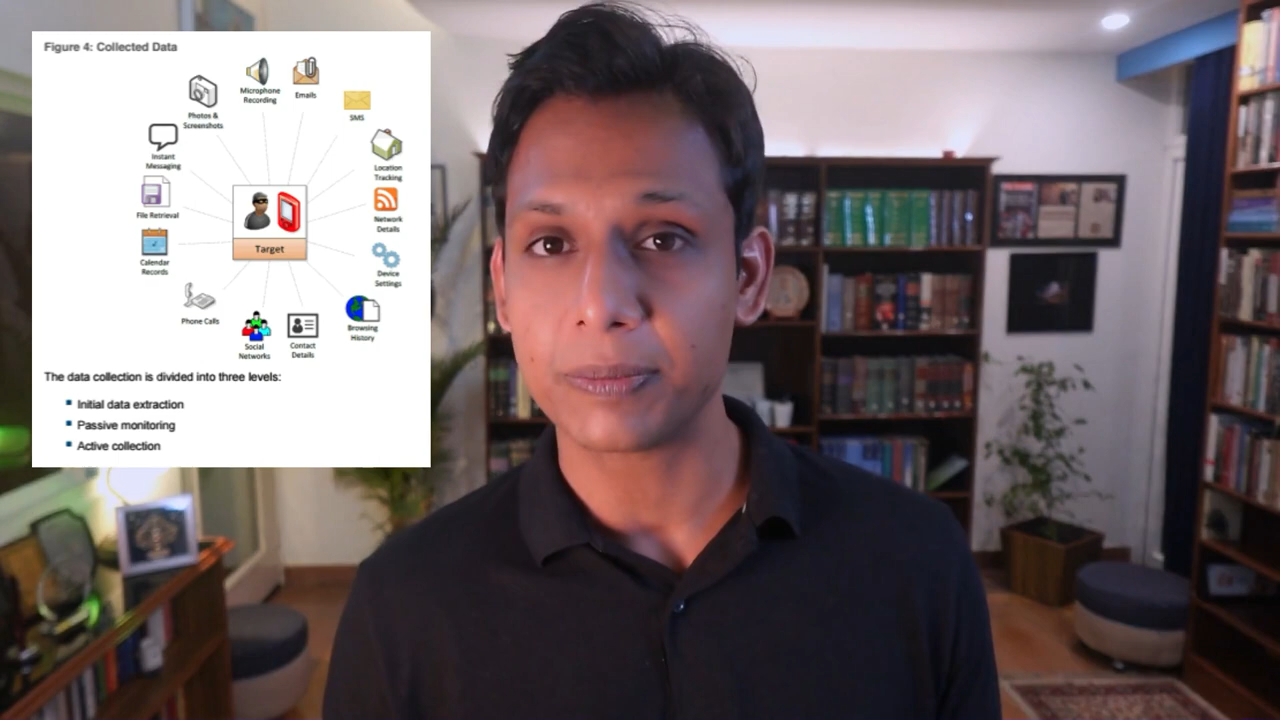 Figure 4: Collected Data
Microphone
Recording
Emails
SMS
Photos &
Screenshots
Instant
Messaging
Location
Tracking
File Retrieval
Network
Details
Target
Calendar
Records
Device
Settings
Phone Calls
Social
Networks
Contact
Details
Browsing
History
The data collection is divided into three levels:
Initial data extraction
Passive monitoring
Active collection